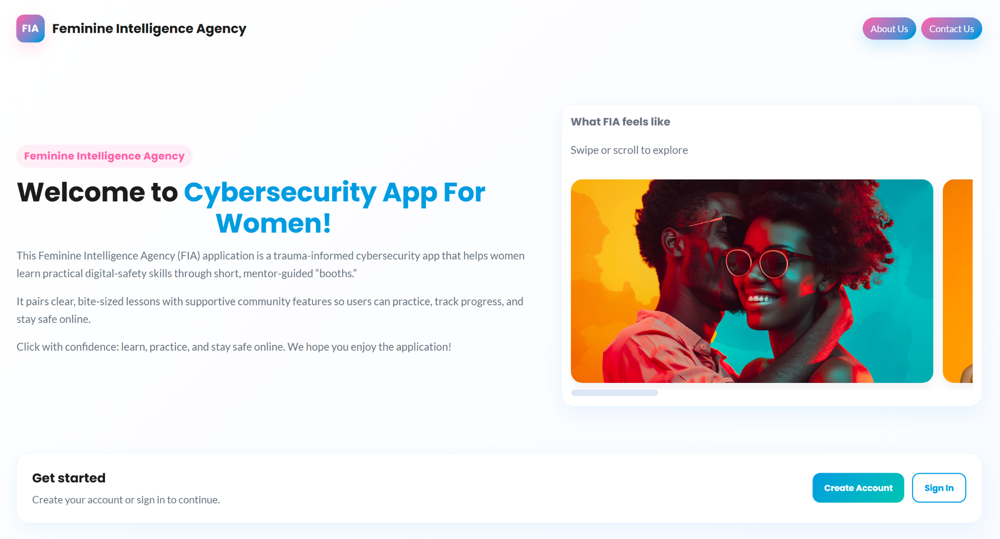 FIA
Feminine Intelligence Agency
About Us
Contact Us
Feminine Intelligence Agency
Welcome to Cybersecurity App For
Women!
This Feminine Intelligence Agency (FIA) application is a trauma-informed cybersecurity app that helps women
learn practical digital-safety skills through short, mentor-guided “booths.”
It pairs clear, bite-sized lessons with supportive community features so users can practice, track progress, and
stay safe online.
Click with confidence: learn, practice, and stay safe online. We hope you enjoy the application!
What FIA feels like
Swipe or scroll to explore
Get started
Create your account or sign in to continue.
Create Account
Sign In